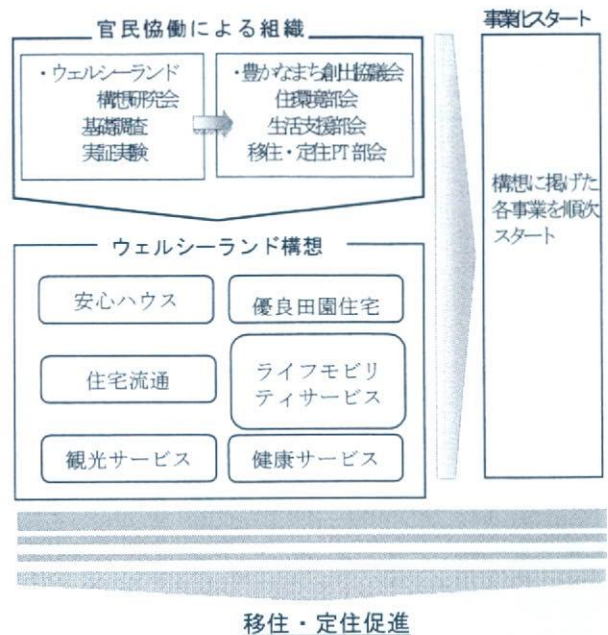 官民協働による組織
・ウェルシーランド
構想研究会
基礎調査
実証実験
・豊かなまち創出協議会
住環境部会
生活支援部会
移住・定住PT部会
ウェルシーランド構想
安心ハウス
優良田園住宅
住宅流通
ライフモビリ
ティサービス
観光サービス
健康サービス
事業化スタート
構想に掲げた
各事業を順次
スタート
移住・定住促進